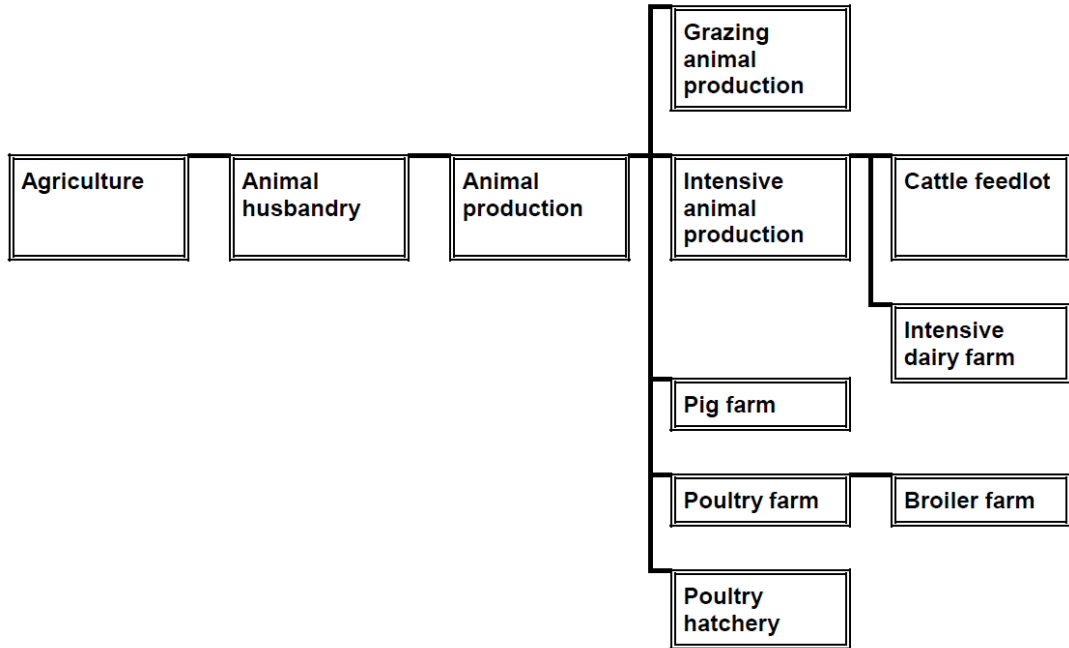 Grazing
animal
production
Agriculture
Animal
husbandry
Animal
production
Intensive
animal
production
Cattle feedlot
Intensive
dairy farm
Pig farm
Poultry farm
Broiler farm
Poultry
hatchery